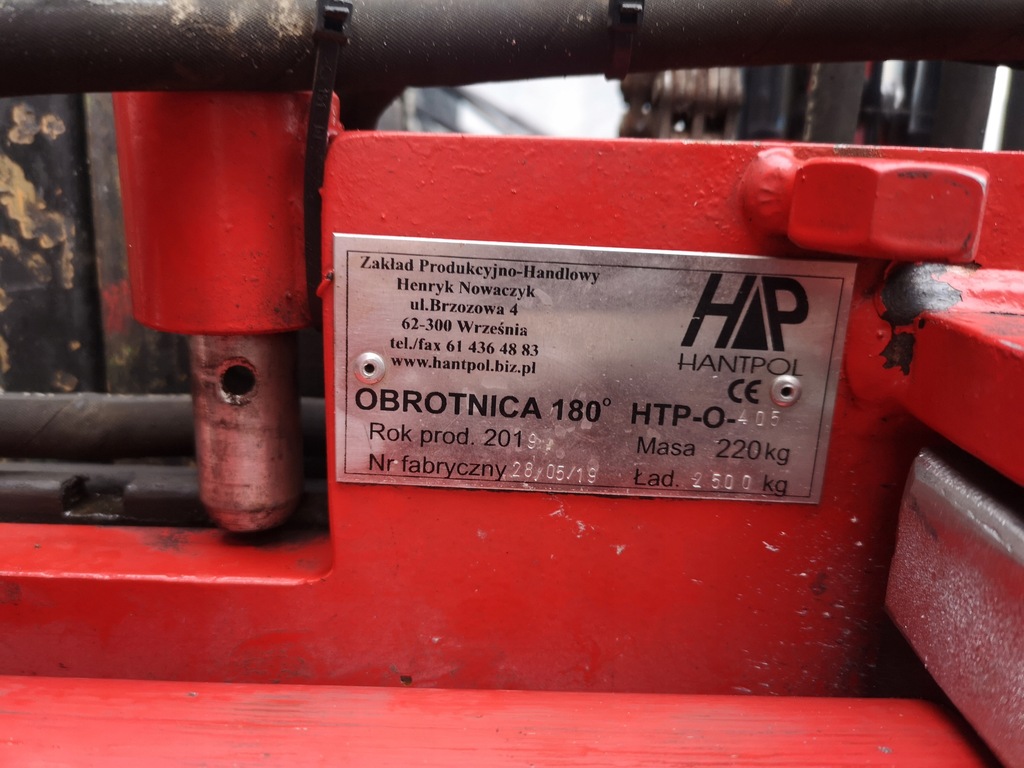 Zakład Produkcyjno-Handlowy
Henryk Nowaczyk
ul.Brzozowa 4
62-300 Września
tel./fax 61 436 48 83
www.hantpol.biz.pl
HAP
HANTPOL
CE
OBROTNICA 180° HTP-O-405
Rok prod. 2019
Masa 220kg
Nr fabryczny 28/05/19
Ład. 2500 kg